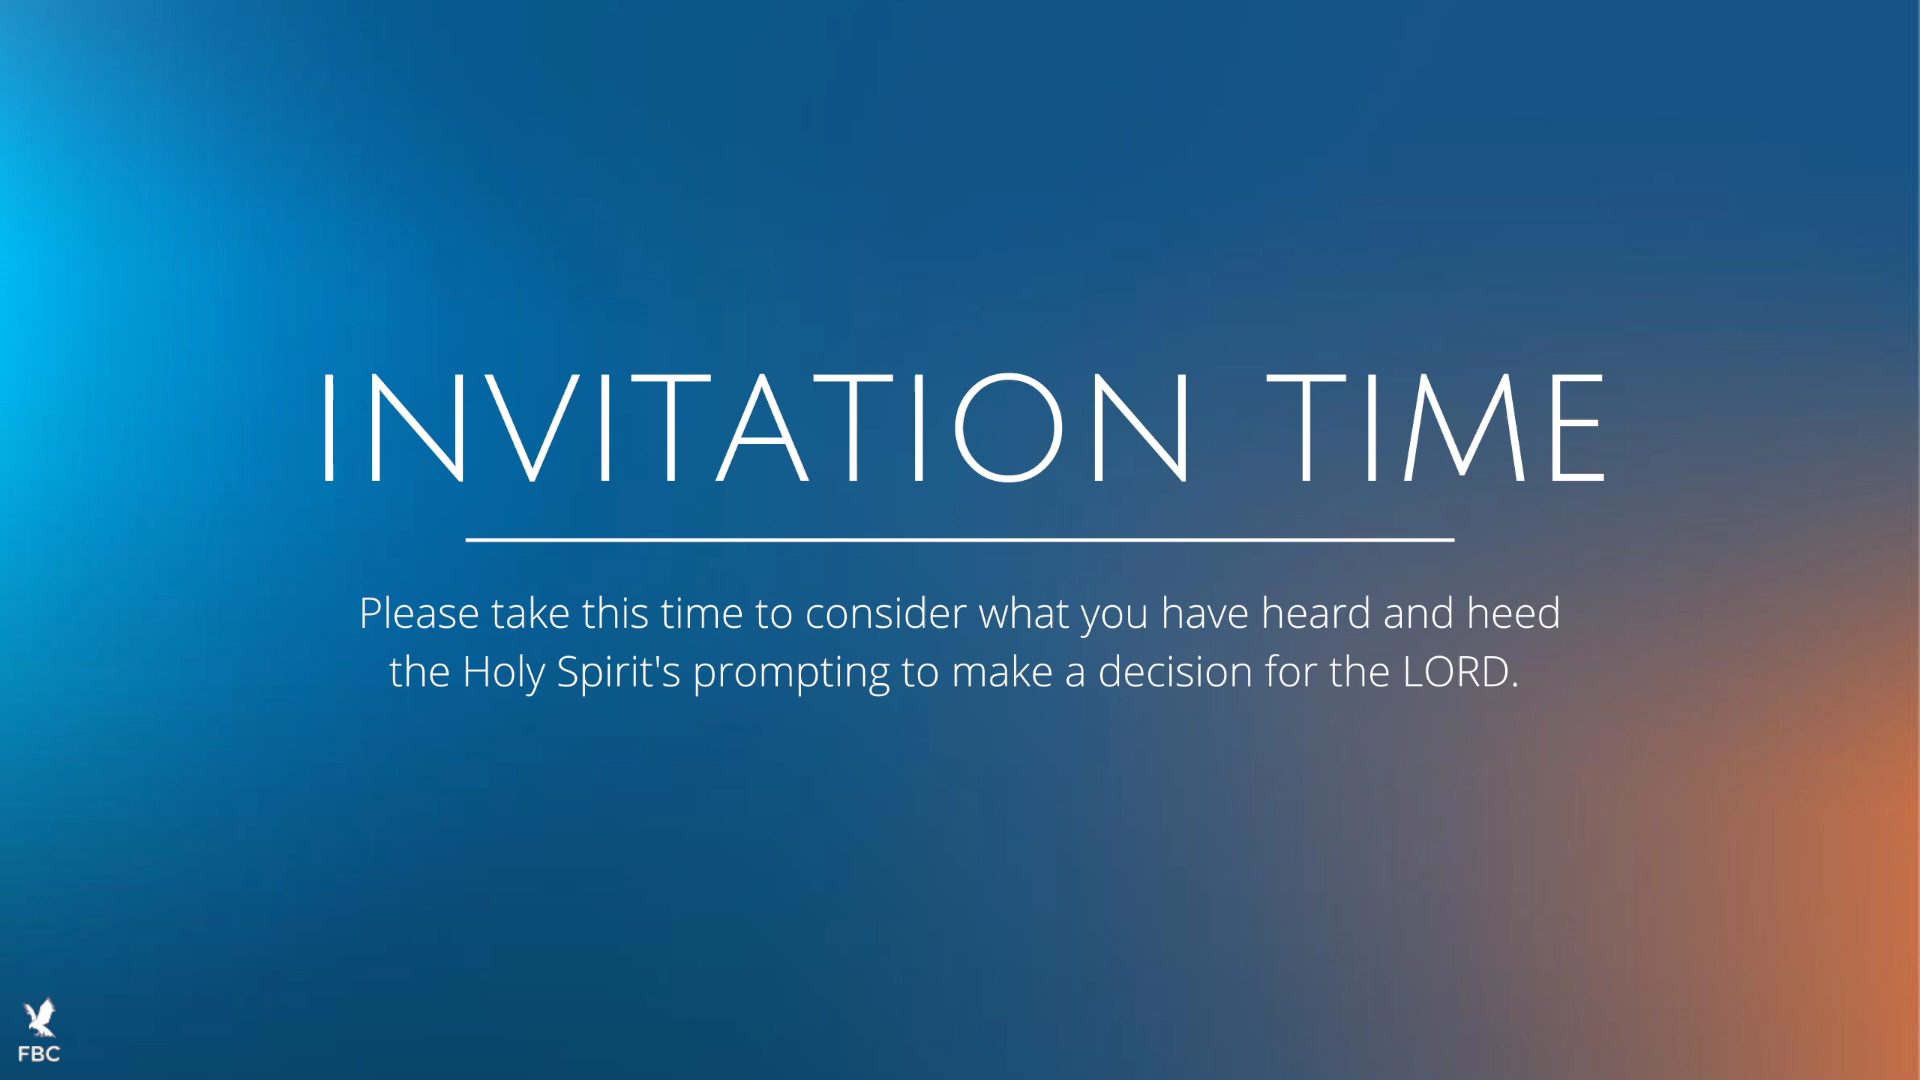 INVITATION TIME
Please take this time to consider what you have heard and heed
the Holy Spirit's prompting to make a decision for the LORD.
FBC